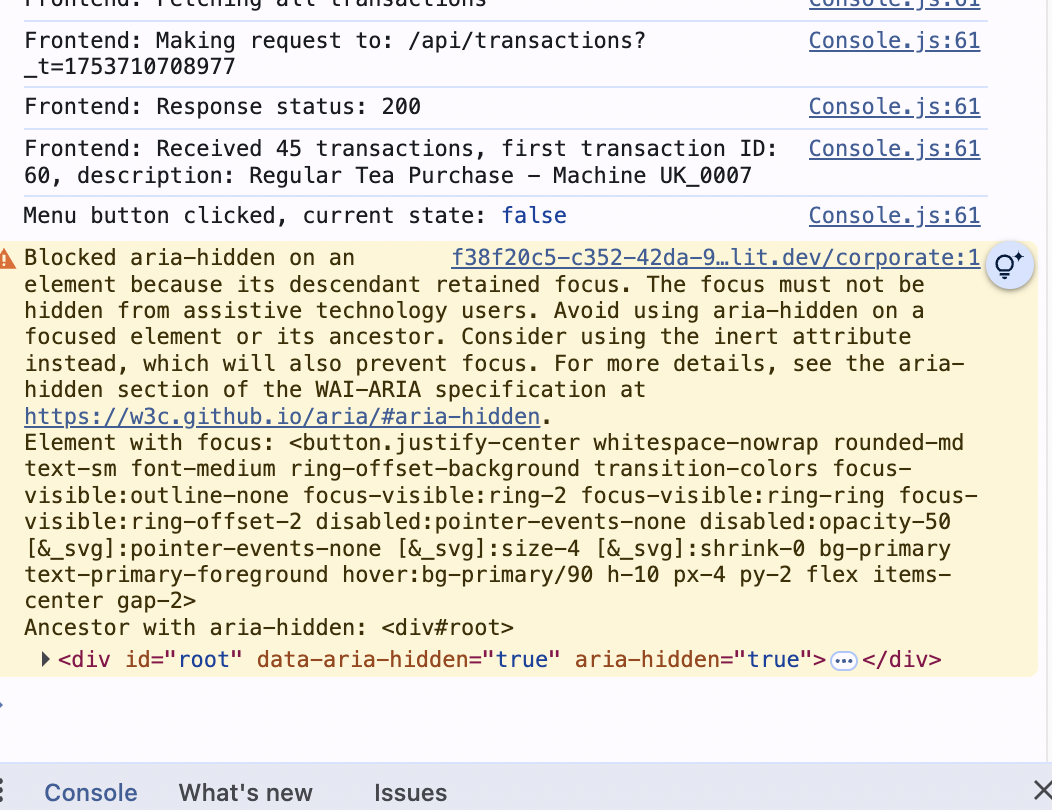 Frontend: Fetching all transactions Console.js:61
Frontend: Making request to: /api/transactions? Console.js:61
_t=1753710708977
Frontend: Response status: 200 Console.js:61
Frontend: Received 45 transactions, first transaction ID: Console.js:61
60, description: Regular Tea Purchase – Machine UK_0007
Menu button clicked, current state: false Console.js:61
Blocked aria-hidden on an f38f20c5-c352-42da-9…lit.dev/corporate:1
element because its descendant retained focus. The focus must not be
hidden from assistive technology users. Avoid using aria-hidden on a
focused element or its ancestor. Consider using the inert attribute
instead, which will also prevent focus. For more details, see the aria-
hidden section of the WAI-ARIA specification at
https://w3c.github.io/aria/#aria-hidden.
Element with focus: <button.justify-center whitespace-nowrap rounded-md
text-sm font-medium ring-offset-background transition-colors focus-
visible:outline-none focus-visible:ring-2 focus-visible:ring-ring focus-
visible:ring-offset-2 disabled:pointer-events-none disabled:opacity-50
[&_svg]:pointer-events-none [&_svg]:size-4 [&_svg]:shrink-0 bg-primary
text-primary-foreground hover:bg-primary/90 h-10 px-4 py-2 flex items-
center gap-2>
Ancestor with aria-hidden: <div#root>
<div id="root" data-aria-hidden="true" aria-hidden="true">…</div>
Console What's new Issues